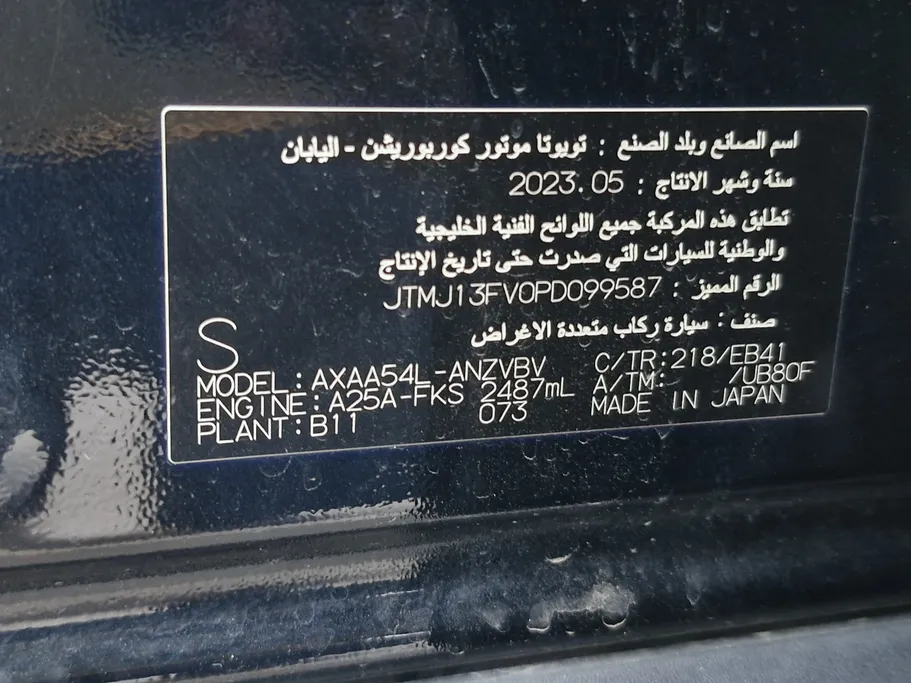 اسم الصانع وبلد الصنع : تويوتا موتور كوربوريشن - اليابان
سنة وشهر الانتاج : 2023.05
تطابق هذه المركبة جميع اللوائح الفنية الخليجية
والوطنية للسيارات التي صدرت حتى تاريخ الإنتاج
الرقم المميز : JTMJ13FV0PD099587
صنف : سيارة ركاب متعددة الاغراض
S
MODEL: AXAA54L-ANZVBV C/TR: 218/EB41
ENGINE: A25A-FKS 2487mL A/TM: /UB80F
PLANT: B11 073 MADE IN JAPAN